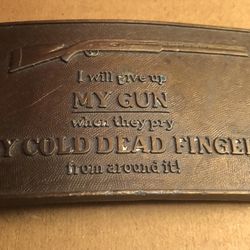 I will give up
MY GUN
when they pry
Y COLD DEAD FINGE
from around it!